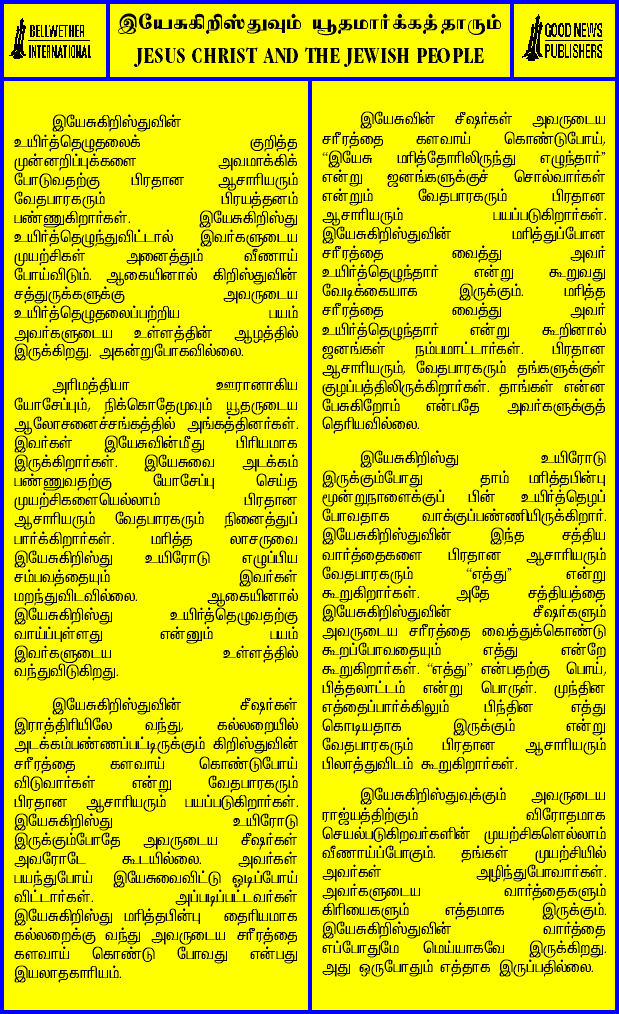 BELLWETHER
INTERNATIONAL
இயேசுகிறிஸ்துவும் யூதமார்க்கத்தாரும்
JESUS CHRIST AND THE JEWISH PEOPLE
GOOD NEWS
PUBLISHERS
இயேசுகிறிஸ்துவின்
உயிர்த்தெழுதலைக் குறித்த
முன்னறிப்புக்களை அவமாக்கிக்
போடுவதற்கு பிரதான ஆசாரியரும்
வேதபாரகரும் பிரயத்தனம்
பண்ணுகிறார்கள். இயேசுகிறிஸ்து
உயிர்த்தெழுந்துவிட்டால் இவர்களுடைய
முயற்சிகள் அனைத்தும் வீணாய்
போய்விடும். ஆகையினால் கிறிஸ்துவின்
சத்துருக்களுக்கு அவருடைய
உயிர்த்தெழுதலைப்பற்றிய பயம்
அவர்களுடைய உள்ளத்தின் ஆழத்தில்
இருக்கிறது. அகன்றுபோகவில்லை.
அரிமத்தியா ஊரானாகிய
யோசேப்பும், நிக்கொதேமுவும் யூதருடைய
ஆலோசனைச்சங்கத்தில் அங்கத்தினர்கள்.
இவர்கள் இயேசுவின்மீது பிரியமாக
இருக்கிறார்கள். இயேசுவை அடக்கம்
பண்ணுவதற்கு யோசேப்பு செய்த
முயற்சிகளையெல்லாம் பிரதான
ஆசாரியரும் வேதபாரகரும் நினைத்துப்
பார்க்கிறார்கள். மரித்த லாசருவை
இயேசுகிறிஸ்து உயிரோடு எழுப்பிய
சம்பவத்தையும் இவர்கள்
மறந்துவிடவில்லை. ஆகையினால்
இயேசுகிறிஸ்து உயிர்த்தெழுவதற்கு
வாய்ப்புள்ளது என்னும் பயம்
இவர்களுடைய உள்ளத்தில்
வந்துவிடுகிறது.
இயேசுகிறிஸ்துவின் சீஷர்கள்
இராத்திரியிலே வந்து, கல்லறையில்
அடக்கம்பண்ணப்பட்டிருக்கும் கிறிஸ்துவின்
சரீரத்தை களவாய் கொண்டுபோய்
விடுவார்கள் என்று வேதபாரகரும்
பிரதான ஆசாரியரும் பயப்படுகிறார்கள்.
இயேசுகிறிஸ்து உயிரோடு
இருக்கும்போதே அவருடைய சீஷர்கள்
அவரோடே கூடயில்லை. அவர்கள்
பயந்துபோய் இயேசுவைவிட்டு ஓடிப்போய்
விட்டார்கள். அப்படிப்பட்டவர்கள்
இயேசுகிறிஸ்து மரித்தபின்பு தைரியமாக
கல்லறைக்கு வந்து அவருடைய சரீரத்தை
களவாய் கொண்டு போவது என்பது
இயலாதகாரியம்.
இயேசுவின் சீஷர்கள் அவருடைய
சரீரத்தை களவாய் கொண்டுபோய்,
“இயேசு மரித்தோரிலிருந்து எழுந்தார்”
என்று ஜனங்களுக்குச் சொல்வார்கள்
என்றும் வேதபாரகரும் பிரதான
ஆசாரியரும் பயப்படுகிறார்கள்.
இயேசுகிறிஸ்துவின் மரித்துப்போன
சரீரத்தை வைத்து அவர்
உயிர்த்தெழுந்தார் என்று கூறுவது
வேடிக்கையாக இருக்கும். மரித்த
சரீரத்தை வைத்து அவர்
உயிர்த்தெழுந்தார் என்று கூறினால்
ஜனங்கள் நம்பமாட்டார்கள். பிரதான
ஆசாரியரும், வேதபாரகரும் தங்களுக்குள்
குழப்பத்திலிருக்கிறார்கள். தாங்கள் என்ன
பேசுகிறோம் என்பதே அவர்களுக்குத்
தெரியவில்லை.
இயேசுகிறிஸ்து உயிரோடு
இருக்கும்போது தாம் மரித்தபின்பு
மூன்றுநாளைக்குப் பின் உயிர்த்தெழப்
போவதாக வாக்குப்பண்ணியிருக்கிறார்.
இயேசுகிறிஸ்துவின் இந்த சத்திய
வார்த்தைகளை பிரதான ஆசாரியரும்
வேதபாரகரும் “எத்து” என்று
கூறுகிறார்கள். அதே சத்தியத்தை
இயேசுகிறிஸ்துவின் சீஷர்களும்
அவருடைய சரீரத்தை வைத்துக்கொண்டு
கூறப்போவதையும் எத்து என்றே
கூறுகிறார்கள். “எத்து” என்பதற்கு பொய்,
பித்தலாட்டம் என்று பொருள். முந்தின
எத்தைப்பார்க்கிலும் பிந்தின எத்து
கொடியதாக இருக்கும் என்று
வேதபாரகரும் பிரதான ஆசாரியரும்
பிலாத்துவிடம் கூறுகிறார்கள்.
இயேசுகிறிஸ்துவுக்கும் அவருடைய
ராஜ்யத்திற்கும் விரோதமாக
செயல்படுகிறவர்களின் முயற்சிகளெல்லாம்
வீணாய்ப்போகும். தங்கள் முயற்சியில்
அவர்கள் அழிந்துபோவார்கள்.
அவர்களுடைய வார்த்தைகளும்
கிரியைகளும் எத்தமாக இருக்கும்.
இயேசுகிறிஸ்துவின் வார்த்தை
எப்போதுமே மெய்யாகவே இருக்கிறது.
அது ஒருபோதும் எத்தாக இருப்பதில்லை.